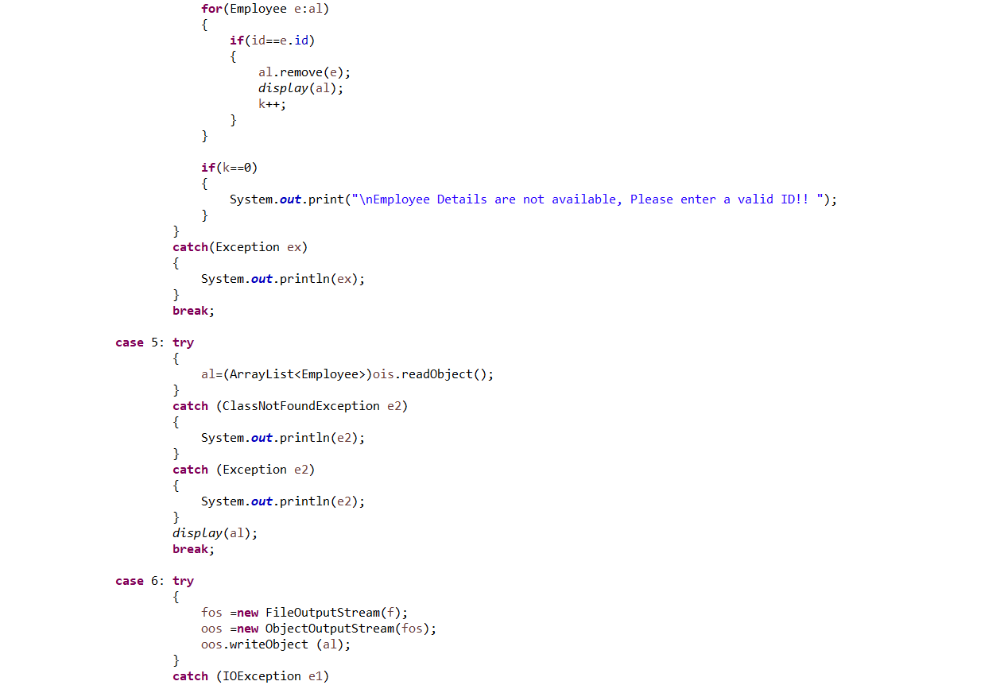 for(Employee e:al)
{
if(id==e.id)
{
al.remove(e);
display(al);
k++;
}
}
if(k==0)
{
System.out.print("\nEmployee Details are not available, Please enter a valid ID!! ");
}
}
catch(Exception ex)
{
System.out.println(ex);
}
break;
case 5: try
{
al=(ArrayList<Employee>)ois.readObject();
}
catch (ClassNotFoundException e2)
{
System.out.println(e2);
}
catch (Exception e2)
{
System.out.println(e2);
}
display(al);
break;
case 6: try
{
fos =new FileOutputStream(f);
oos =new ObjectOutputStream(fos);
oos.writeObject (al);
}
catch (IOException e1)